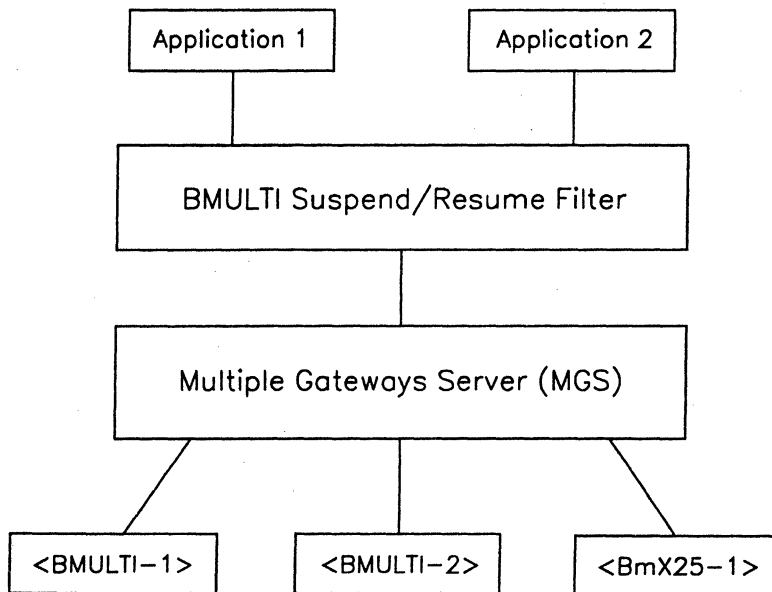 Application 1
Application 2
BMULTI Suspend/Resume Filter
Multiple Gateways Server (MGS)
<BMULTI-1>
<BMULTI-2>
<BmX25-1>